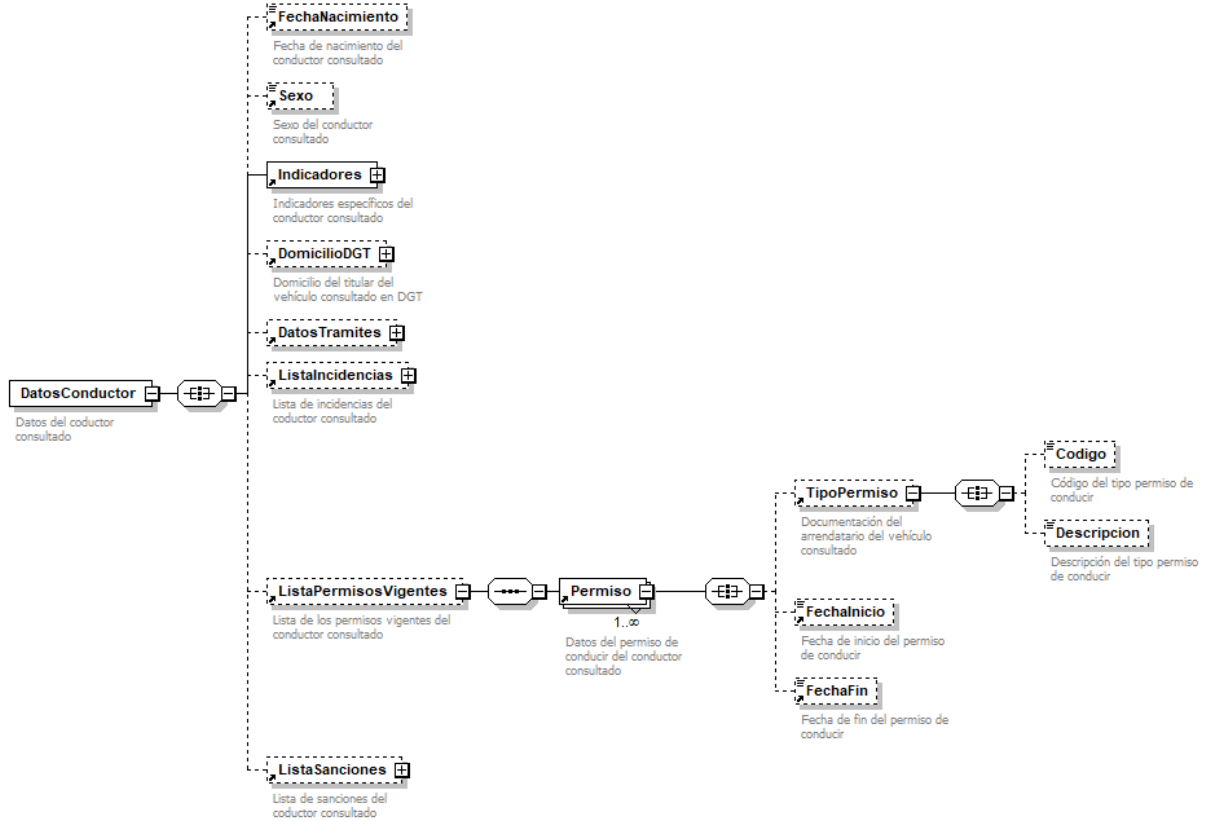 FechaNacimiento
Fecha de nacimiento del
conductor consultado
Sexo
Sexo del conductor
consultado
Indicadores
Indicadores específicos del
conductor consultado
DomicilioDGT
Domicilio del titular del
vehículo consultado en DGT
DatosTramites
ListaIncidencias
Lista de incidencias del
coductor consultado
DatosConductor
Datos del coductor
consultado
ListaPermisosVigentes
Lista de los permisos vigentes del
conductor consultado
Permiso
1..∞
Datos del permiso de
conducir del conductor
consultado
TipoPermiso
Documentación del
arrendatario del vehículo
consultado
Codigo
Código del tipo permiso de
conducir
Descripcion
Descripción del tipo permiso
de conducir
FechaInicio
Fecha de inicio del permiso
de conducir
FechaFin
Fecha de fin del permiso de
conducir
ListaSanciones
Lista de sanciones del
coductor consultado